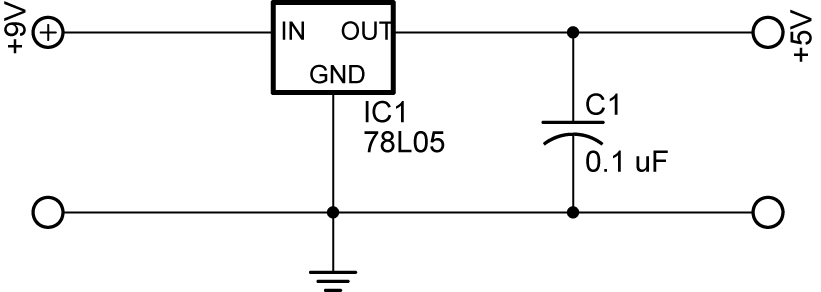 +9V
IN OUT
GND
IC1
78L05
C1
0.1 uF
+5V